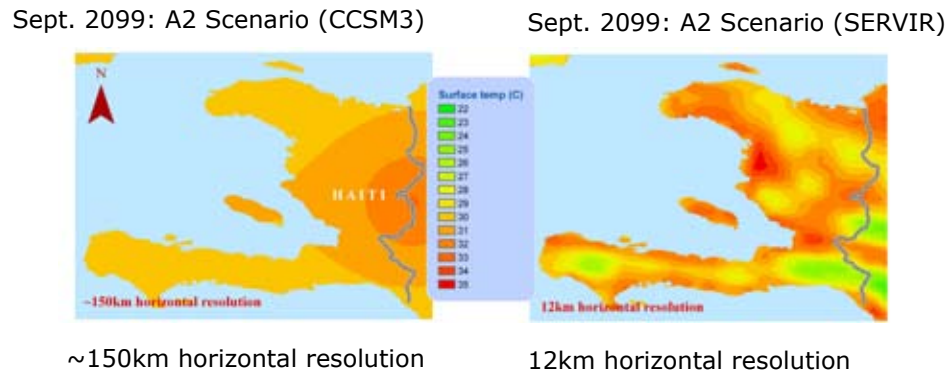 Sept. 2099: A2 Scenario (CCSM3)
Sept. 2099: A2 Scenario (SERVIR)
N
Surface temp (C)
22
23
24
25
26
27
28
29
30
31
32
33
34
35
HAITI
~150km horizontal resolution
12km horizontal resolution
~150km horizontal resolution
12km horizontal resolution